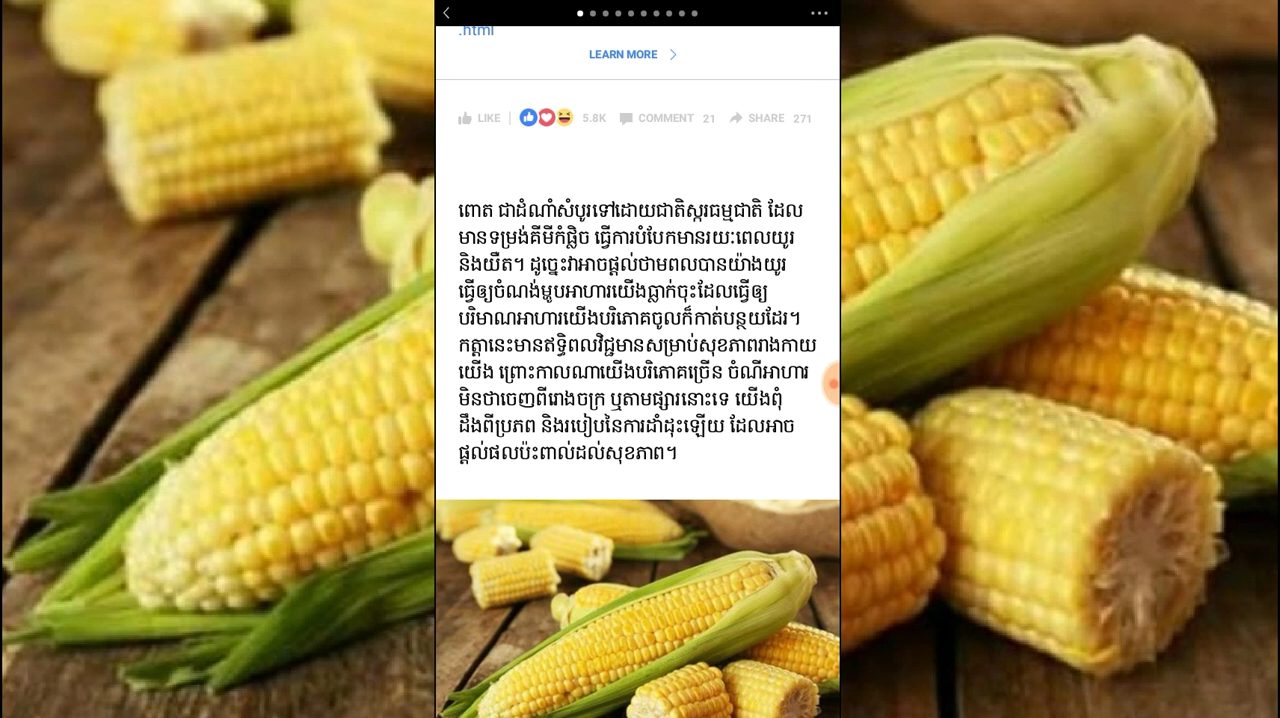 .html
LEARN MORE
LIKE 5.8K COMMENT 21 SHARE 271
ពោត ជាដំណាំសំបូរទៅដោយជាតិស្ករធម្មជាតិ ដែល
មានទម្រង់គីមីកំផ្លិច ធ្វើការបំបែកមានរយៈពេលយូរ
និងយឺត។ ដូច្នេះវាអាចផ្តល់ថាមពលបានយ៉ាងយូរ
ធ្វើឲ្យចំណង់ម្ហូបអាហារយើងធ្លាក់ចុះដែលធ្វើឲ្យ
បរិមាណអាហារយើងបរិភោគចូលក៏កាត់បន្ថយដែរ។
កត្តានេះមានឥទ្ធិពលវិជ្ជមានសម្រាប់សុខភាពរាងកាយ
យើង ព្រោះកាលណាយើងបរិភោគច្រើន ចំណីអាហារ
មិនថាចេញពីរោងចក្រ ឬតាមផ្សារនោះទេ យើងពុំ
ដឹងពីប្រភព និងរបៀបនៃការដាំដុះឡើយ ដែលអាច
ផ្តល់ផលប៉ះពាល់ដល់សុខភាព។